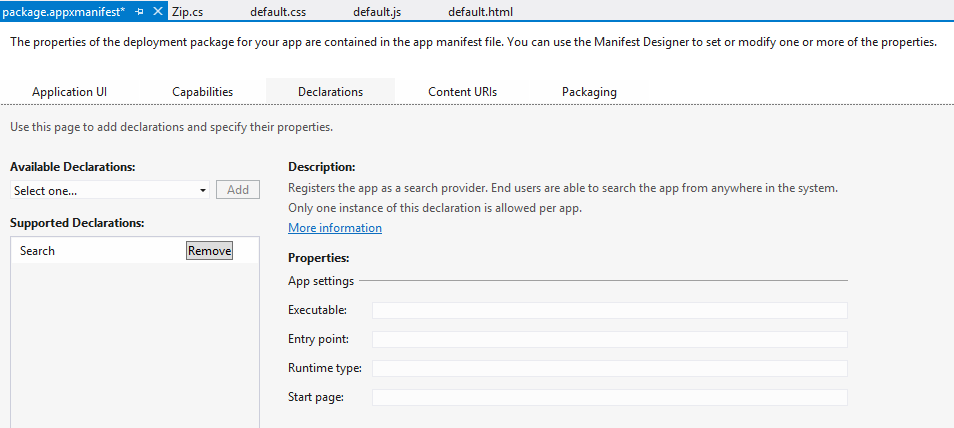 package.appxmanifest* Zip.cs default.css default.js default.html
The properties of the deployment package for your app are contained in the app manifest file. You can use the Manifest Designer to set or modify one or more of the properties.
Application UI Capabilities Declarations Content URIs Packaging
Use this page to add declarations and specify their properties.
Available Declarations:
Select one... Add
Supported Declarations:
Search Remove
Description:
Registers the app as a search provider. End users are able to search the app from anywhere in the system.
Only one instance of this declaration is allowed per app.
More information
Properties:
App settings
Executable:
Entry point:
Runtime type:
Start page: